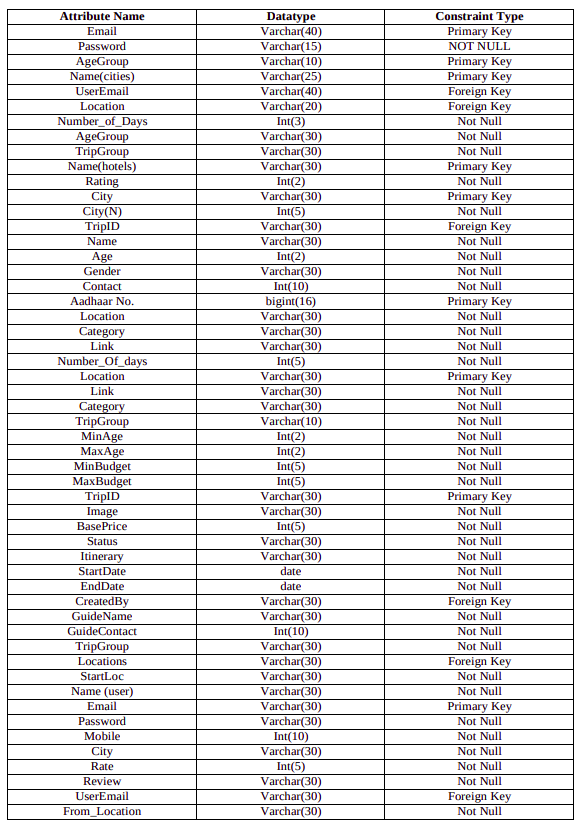 Attribute Name Datatype Constraint Type
Email Varchar(40) Primary Key
Password Varchar(15) NOT NULL
AgeGroup Varchar(10) Primary Key
Name(cities) Varchar(25) Primary Key
UserEmail Varchar(40) Foreign Key
Location Varchar(20) Foreign Key
Number_of_Days Int(3) Not Null
AgeGroup Varchar(30) Not Null
TripGroup Varchar(30) Not Null
Name(hotels) Varchar(30) Primary Key
Rating Int(2) Not Null
City Varchar(30) Primary Key
City(N) Int(5) Not Null
TripID Varchar(30) Foreign Key
Name Varchar(30) Not Null
Age Int(2) Not Null
Gender Varchar(30) Not Null
Contact Int(10) Not Null
Aadhaar No. bigint(16) Primary Key
Location Varchar(30) Not Null
Category Varchar(30) Not Null
Link Varchar(30) Not Null
Number_Of_days Int(5) Not Null
Location Varchar(30) Primary Key
Link Varchar(30) Not Null
Category Varchar(30) Not Null
TripGroup Varchar(10) Not Null
MinAge Int(2) Not Null
MaxAge Int(2) Not Null
MinBudget Int(5) Not Null
MaxBudget Int(5) Not Null
TripID Varchar(30) Primary Key
Image Varchar(30) Not Null
BasePrice Int(5) Not Null
Status Varchar(30) Not Null
Itinerary Varchar(30) Not Null
StartDate date Not Null
EndDate date Not Null
CreatedBy Varchar(30) Foreign Key
GuideName Varchar(30) Not Null
GuideContact Int(10) Not Null
TripGroup Varchar(30) Not Null
Locations Varchar(30) Foreign Key
StartLoc Varchar(30) Not Null
Name (user) Varchar(30) Not Null
Email Varchar(30) Primary Key
Password Varchar(30) Not Null
Mobile Int(10) Not Null
City Varchar(30) Not Null
Rate Int(5) Not Null
Review Varchar(30) Not Null
UserEmail Varchar(30) Foreign Key
From_Location Varchar(30) Not Null